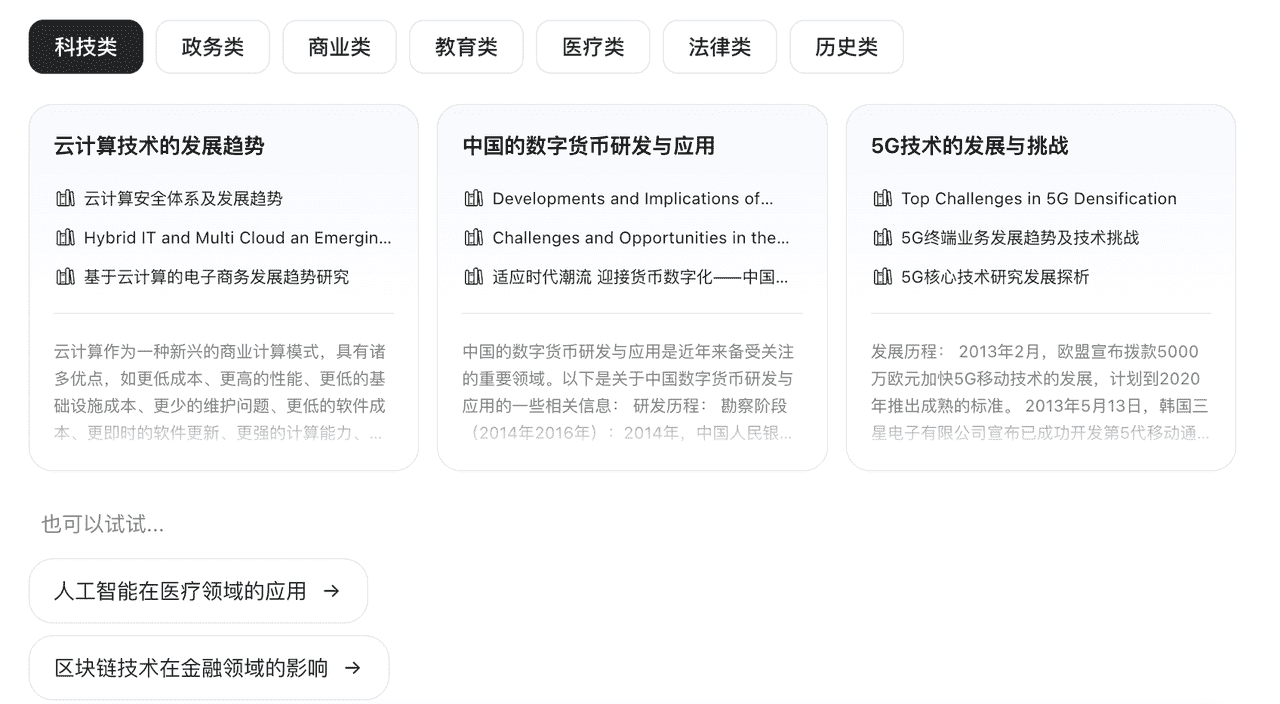 科技类
政务类
商业类
教育类
医疗类
法律类
历史类
云计算技术的发展趋势
云计算安全体系及发展趋势
Hybrid IT and Multi Cloud an Emergin...
基于云计算的电子商务发展趋势研究
云计算作为一种新兴的商业计算模式，具有诸
多优点，如更低成本、更高的性能、更低的基
础设施成本、更少的维护问题、更低的软件成
本、更即时的软件更新、更强的计算能力、...
中国的数字货币研发与应用
Developments and Implications of...
Challenges and Opportunities in the...
适应时代潮流 迎接货币数字化——中国...
中国的数字货币研发与应用是近年来备受关注
的重要领域。以下是关于中国数字货币研发与
应用的一些相关信息： 研发历程： 勘察阶段
（2014年2016年）：2014年，中国人民银...
5G技术的发展与挑战
Top Challenges in 5G Densification
5G终端业务发展趋势及技术挑战
5G核心技术研究发展探析
发展历程： 2013年2月，欧盟宣布拨款5000
万欧元加快5G移动技术的发展，计划到2020
年推出成熟的标准。 2013年5月13日，韩国三
星电子有限公司宣布已成功开发第5代移动通...
也可以试试...
人工智能在医疗领域的应用 →
区块链技术在金融领域的影响 →